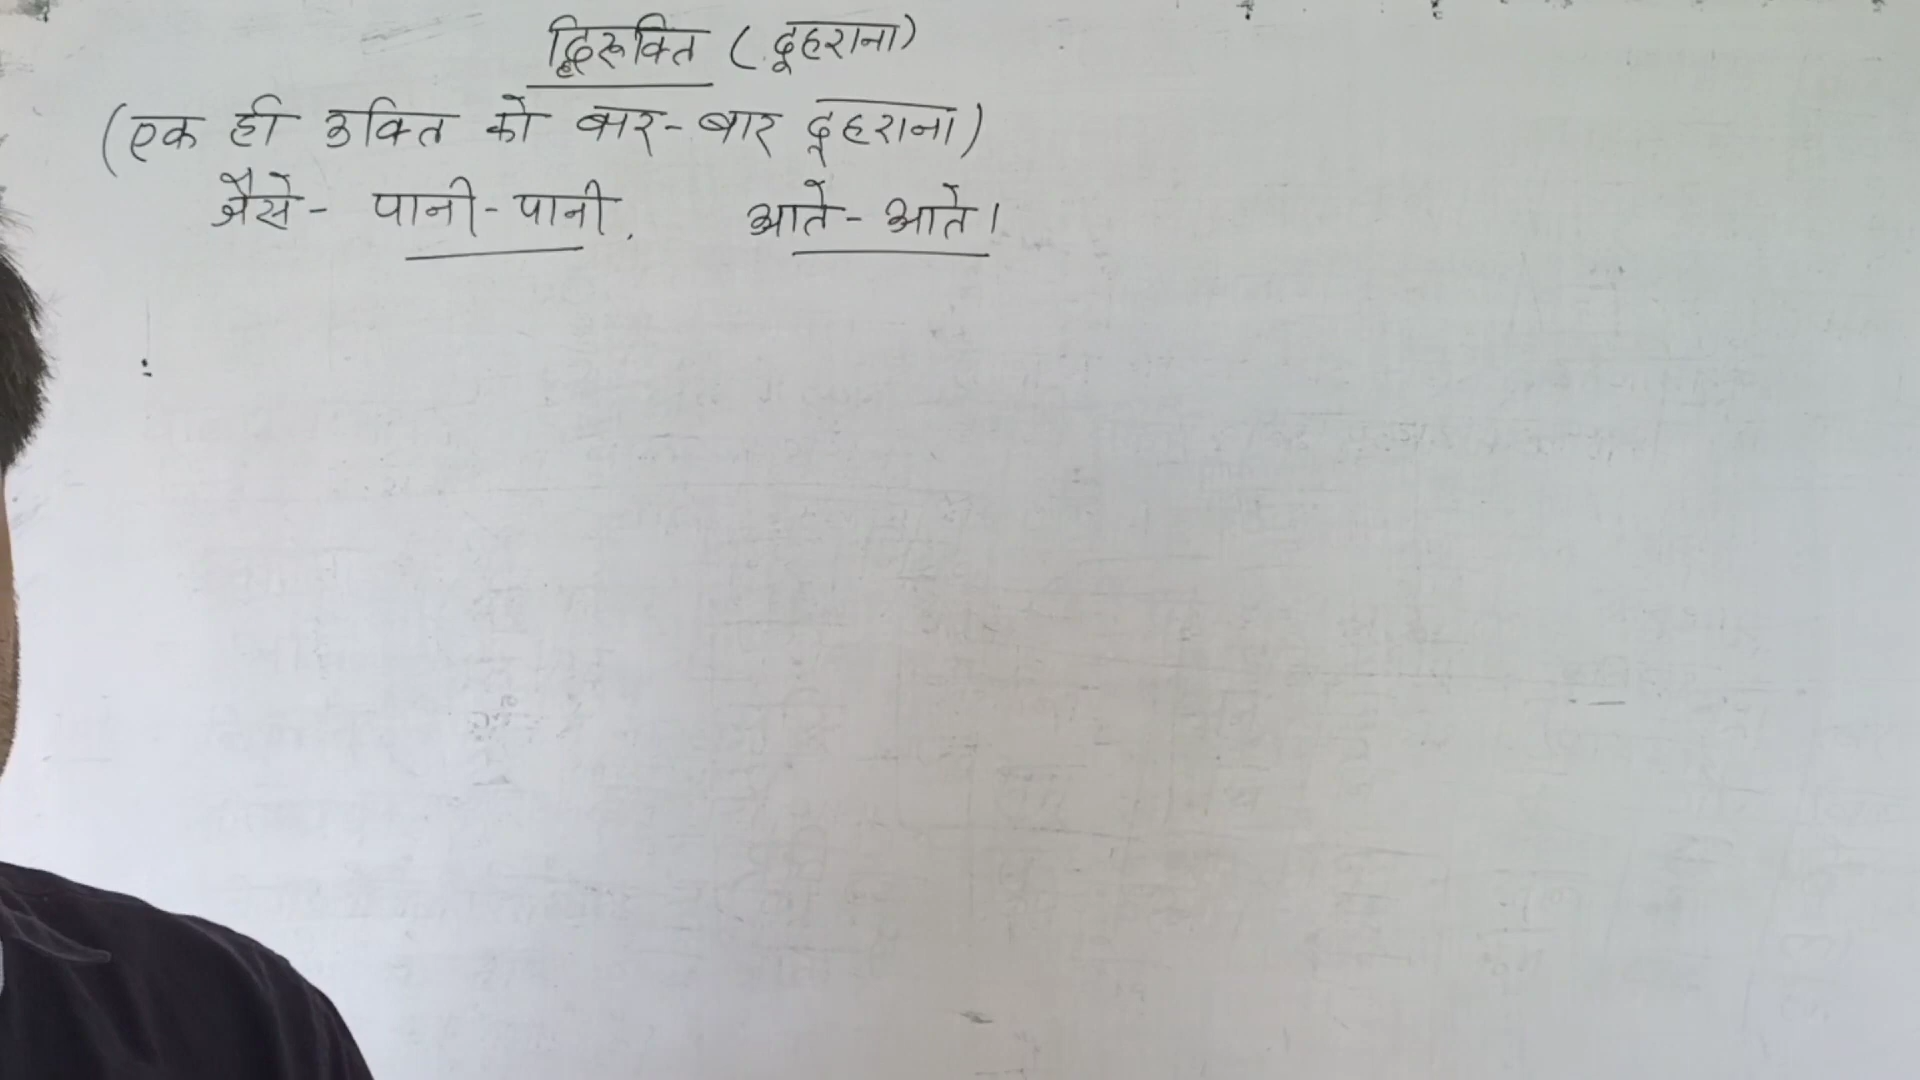 द्विरूक्ति (दूहराना)
(एक ही उक्ति को बार-बार दूहराना)
जैसे- पानी-पानी, आते-आते।